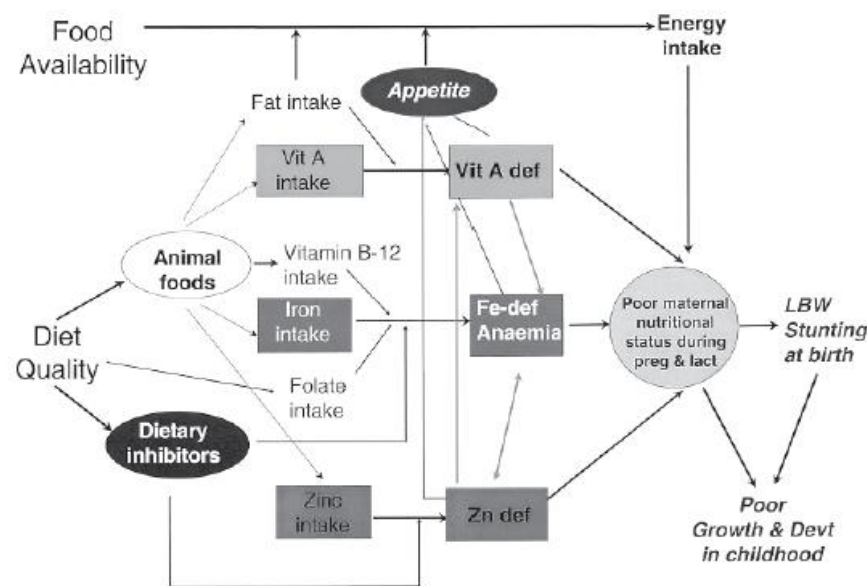 Food
Availability
Energy
intake
Appetite
Fat intake
Vit A
intake
Vit A def
Animal
foods
Vitamin B-12
intake
Iron
intake
Fe-def
Anaemia
Poor maternal
nutritional
status during
preg & lact
LBW
Stunting
at birth
Diet
Quality
Folate
intake
Dietary
inhibitors
Zinc
intake
Zn def
Poor
Growth & Devt
in childhood